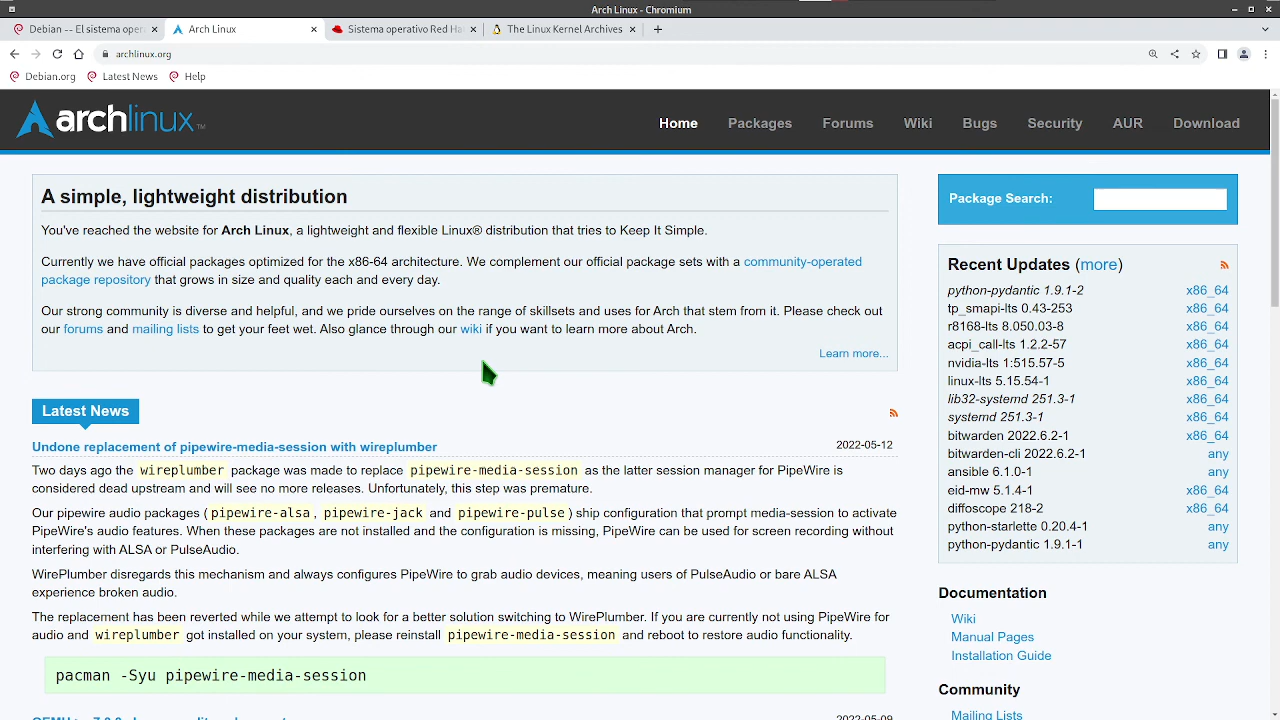 Arch Linux - Chromium
Debian -- El sistema oper
Arch Linux
Sistema operativo Red Ha
The Linux Kernel Archives
archlinux.org
Debian.org
Latest News
Help
archlinux™
Home
Packages
Forums
Wiki
Bugs
Security
AUR
Download
A simple, lightweight distribution
You've reached the website for Arch Linux, a lightweight and flexible Linux® distribution that tries to Keep It Simple.
Currently we have official packages optimized for the x86-64 architecture. We complement our official package sets with a community-operated
package repository that grows in size and quality each and every day.
Our strong community is diverse and helpful, and we pride ourselves on the range of skillsets and uses for Arch that stem from it. Please check out
our forums and mailing lists to get your feet wet. Also glance through our wiki if you want to learn more about Arch.
Learn more...
Latest News
Undone replacement of pipewire-media-session with wireplumber 2022-05-12
Two days ago the wireplumber package was made to replace pipewire-media-session as the latter session manager for PipeWire is
considered dead upstream and will see no more releases. Unfortunately, this step was premature.
Our pipewire audio packages (pipewire-alsa, pipewire-jack and pipewire-pulse) ship configuration that prompt media-session to activate
PipeWire's audio features. When these packages are not installed and the configuration is missing, PipeWire can be used for screen recording without
interfering with ALSA or PulseAudio.
WirePlumber disregards this mechanism and always configures PipeWire to grab audio devices, meaning users of PulseAudio or bare ALSA
experience broken audio.
The replacement has been reverted while we attempt to look for a better solution switching to WirePlumber. If you are currently not using PipeWire for
audio and wireplumber got installed on your system, please reinstall pipewire-media-session and reboot to restore audio functionality.
pacman -Syu pipewire-media-session
2022-05-09
Package Search:
Recent Updates (more)
python-pydantic 1.9.1-2 x86_64
tp_smapi-lts 0.43-253 x86_64
r8168-lts 8.050.03-8 x86_64
acpi_call-lts 1.2.2-57 x86_64
nvidia-lts 1:515.57-5 x86_64
linux-lts 5.15.54-1 x86_64
lib32-systemd 251.3-1 x86_64
systemd 251.3-1 x86_64
bitwarden 2022.6.2-1 x86_64
bitwarden-cli 2022.6.2-1 any
ansible 6.1.0-1 any
eid-mw 5.1.4-1 x86_64
diffoscope 218-2 x86_64
python-starlette 0.20.4-1 any
python-pydantic 1.9.1-1 any
Documentation
Wiki
Manual Pages
Installation Guide
Community
Mailing Lists